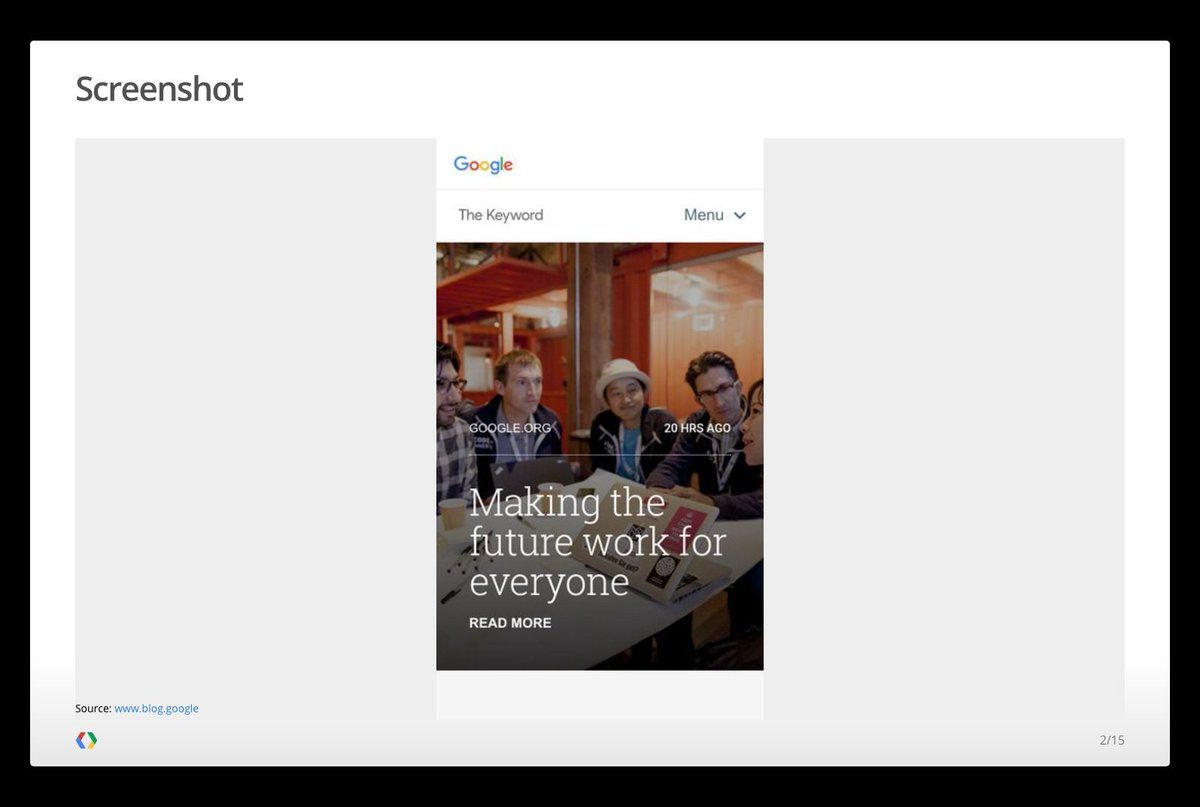 Screenshot
Google
The Keyword Menu
GOOGLE.ORG 20 HRS AGO
Making the
future work for
everyone
READ MORE
Source: www.blog.google
2/15